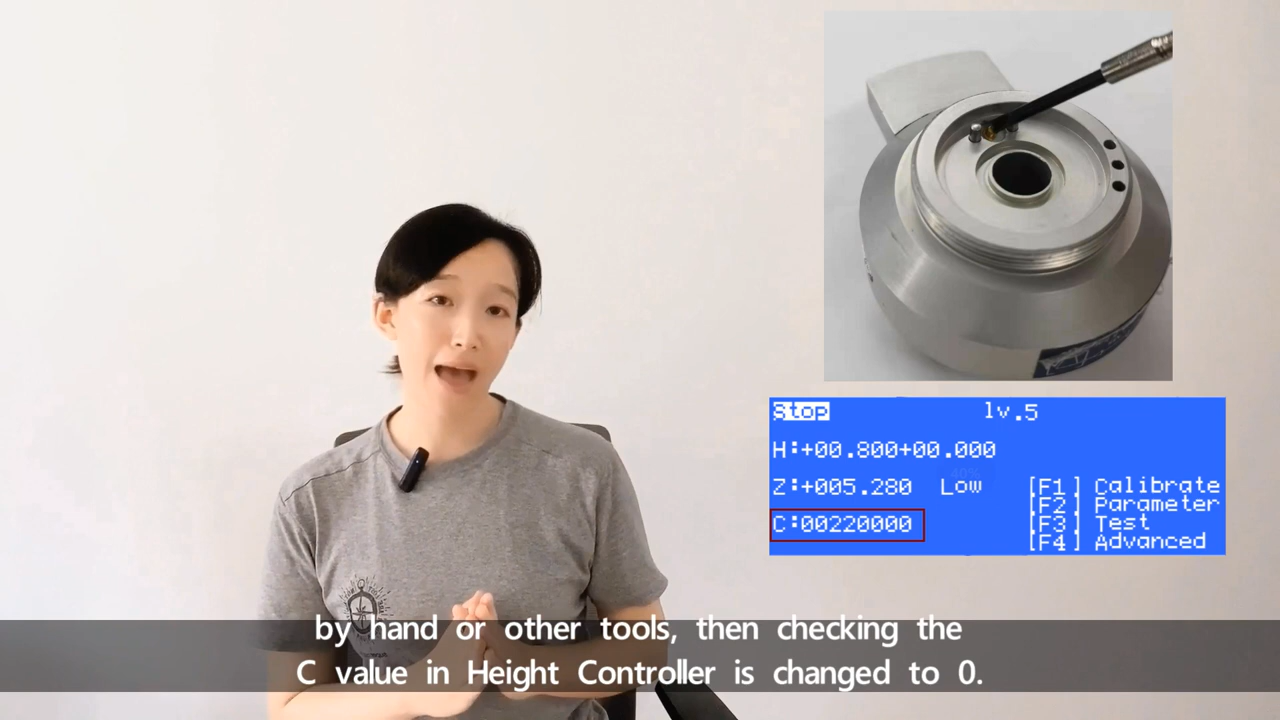 Stop lv.5
H:+00.800+00.000
Z:+005.280 Low [F1] Calibrate
[F2] Parameter
C:00220000 [F3] Test
[F4] Advanced
by hand or other tools, then checking the
C value in Height Controller is changed to 0.